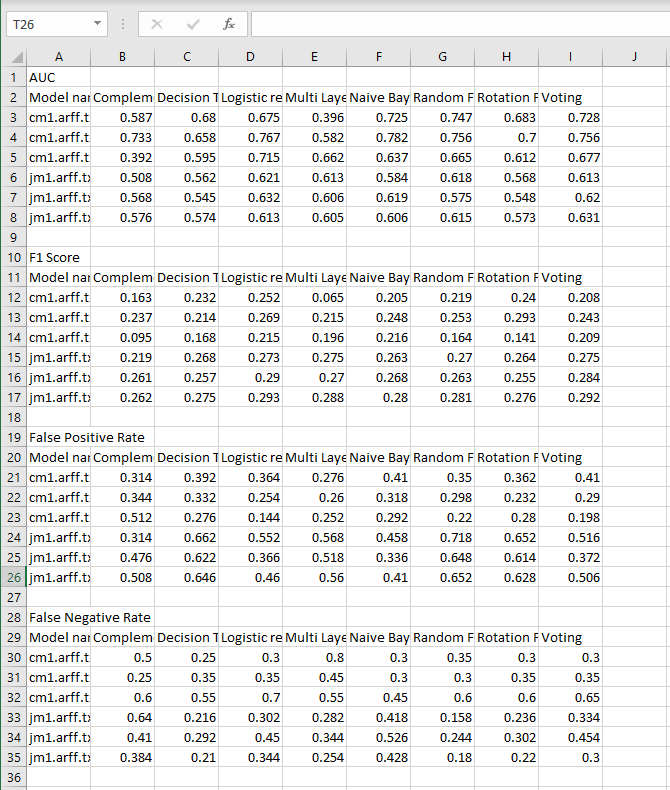 T26 fx
A B C D E F G H I J
1 AUC
2 Model nar Complem Decision T Logistic re Multi Laye Naive Bay Random F Rotation F Voting
3 cm1.arff.t 0.587 0.68 0.675 0.396 0.725 0.747 0.683 0.728
4 cm1.arff.t 0.733 0.658 0.767 0.582 0.782 0.756 0.7 0.756
5 cm1.arff.t 0.392 0.595 0.715 0.662 0.637 0.665 0.612 0.677
6 jm1.arff.tx 0.508 0.562 0.621 0.613 0.584 0.618 0.568 0.613
7 jm1.arff.tx 0.568 0.545 0.632 0.606 0.619 0.575 0.548 0.62
8 jm1.arff.tx 0.576 0.574 0.613 0.605 0.606 0.615 0.573 0.631
9
10 F1 Score
11 Model nar Complem Decision T Logistic re Multi Laye Naive Bay Random F Rotation F Voting
12 cm1.arff.t 0.163 0.232 0.252 0.065 0.205 0.219 0.24 0.208
13 cm1.arff.t 0.237 0.214 0.269 0.215 0.248 0.253 0.293 0.243
14 cm1.arff.t 0.095 0.168 0.215 0.196 0.216 0.164 0.141 0.209
15 jm1.arff.tx 0.219 0.268 0.273 0.275 0.263 0.27 0.264 0.275
16 jm1.arff.tx 0.261 0.257 0.29 0.27 0.268 0.263 0.255 0.284
17 jm1.arff.tx 0.262 0.275 0.293 0.288 0.28 0.281 0.276 0.292
18
19 False Positive Rate
20 Model nar Complem Decision T Logistic re Multi Laye Naive Bay Random F Rotation F Voting
21 cm1.arff.t 0.314 0.392 0.364 0.276 0.41 0.35 0.362 0.41
22 cm1.arff.t 0.344 0.332 0.254 0.26 0.318 0.298 0.232 0.29
23 cm1.arff.t 0.512 0.276 0.144 0.252 0.292 0.22 0.28 0.198
24 jm1.arff.tx 0.314 0.662 0.552 0.568 0.458 0.718 0.652 0.516
25 jm1.arff.tx 0.476 0.622 0.366 0.518 0.336 0.648 0.614 0.372
26 jm1.arff.tx 0.508 0.646 0.46 0.56 0.41 0.652 0.628 0.506
27
28 False Negative Rate
29 Model nar Complem Decision T Logistic re Multi Laye Naive Bay Random F Rotation F Voting
30 cm1.arff.t 0.5 0.25 0.3 0.8 0.3 0.35 0.3 0.3
31 cm1.arff.t 0.25 0.35 0.35 0.45 0.3 0.3 0.35 0.35
32 cm1.arff.t 0.6 0.55 0.7 0.55 0.45 0.6 0.6 0.65
33 jm1.arff.tx 0.64 0.216 0.302 0.282 0.418 0.158 0.236 0.334
34 jm1.arff.tx 0.41 0.292 0.45 0.344 0.526 0.244 0.302 0.454
35 jm1.arff.tx 0.384 0.21 0.344 0.254 0.428 0.18 0.22 0.3
36